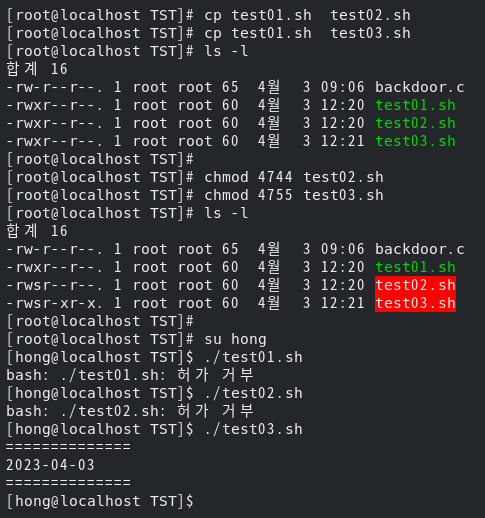 [root@localhost TST]# cp test01.sh  test02.sh
[root@localhost TST]# cp test01.sh  test03.sh
[root@localhost TST]# ls -l
합계 16
-rw-r--r--. 1 root root 65  4월  3 09:06 backdoor.c
-rwxr--r--. 1 root root 60  4월  3 12:20 test01.sh
-rwxr--r--. 1 root root 60  4월  3 12:20 test02.sh
-rwxr--r--. 1 root root 60  4월  3 12:21 test03.sh
[root@localhost TST]#
[root@localhost TST]# chmod 4744 test02.sh
[root@localhost TST]# chmod 4755 test03.sh
[root@localhost TST]# ls -l
합계 16
-rw-r--r--. 1 root root 65  4월  3 09:06 backdoor.c
-rwxr--r--. 1 root root 60  4월  3 12:20 test01.sh
-rwsr--r--. 1 root root 60  4월  3 12:20 test02.sh
-rwsr-xr-x. 1 root root 60  4월  3 12:21 test03.sh
[root@localhost TST]#
[root@localhost TST]# su hong
[hong@localhost TST]$ ./test01.sh
bash: ./test01.sh: 허가 거부
[hong@localhost TST]$ ./test02.sh
bash: ./test02.sh: 허가 거부
[hong@localhost TST]$ ./test03.sh
==============
2023-04-03
==============
[hong@localhost TST]$